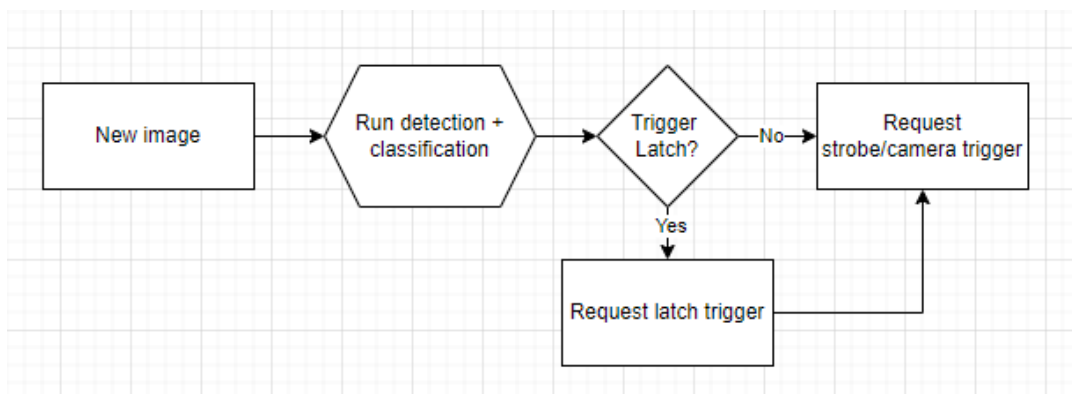 New image
Run detection +
classification
Trigger
Latch?
No
Request
strobe/camera trigger
Yes
Request latch trigger